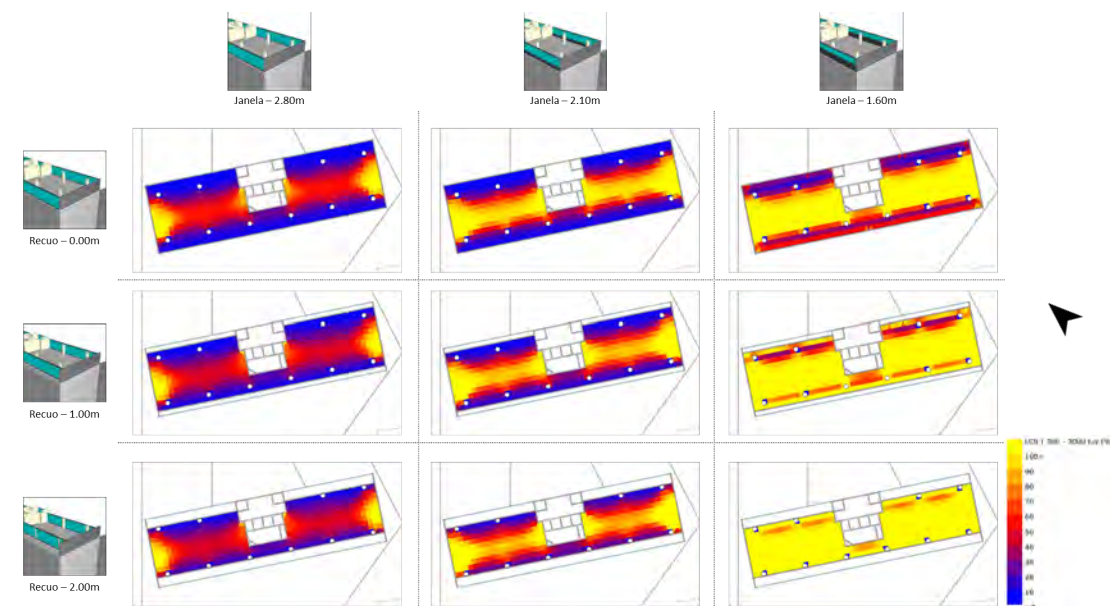 Janela – 2.80m
Janela – 2.10m
Janela – 1.60m
Recuo – 0.00m
Recuo – 1.00m
Recuo – 2.00m
100+
90
80
70
60
50
40
30
20
10